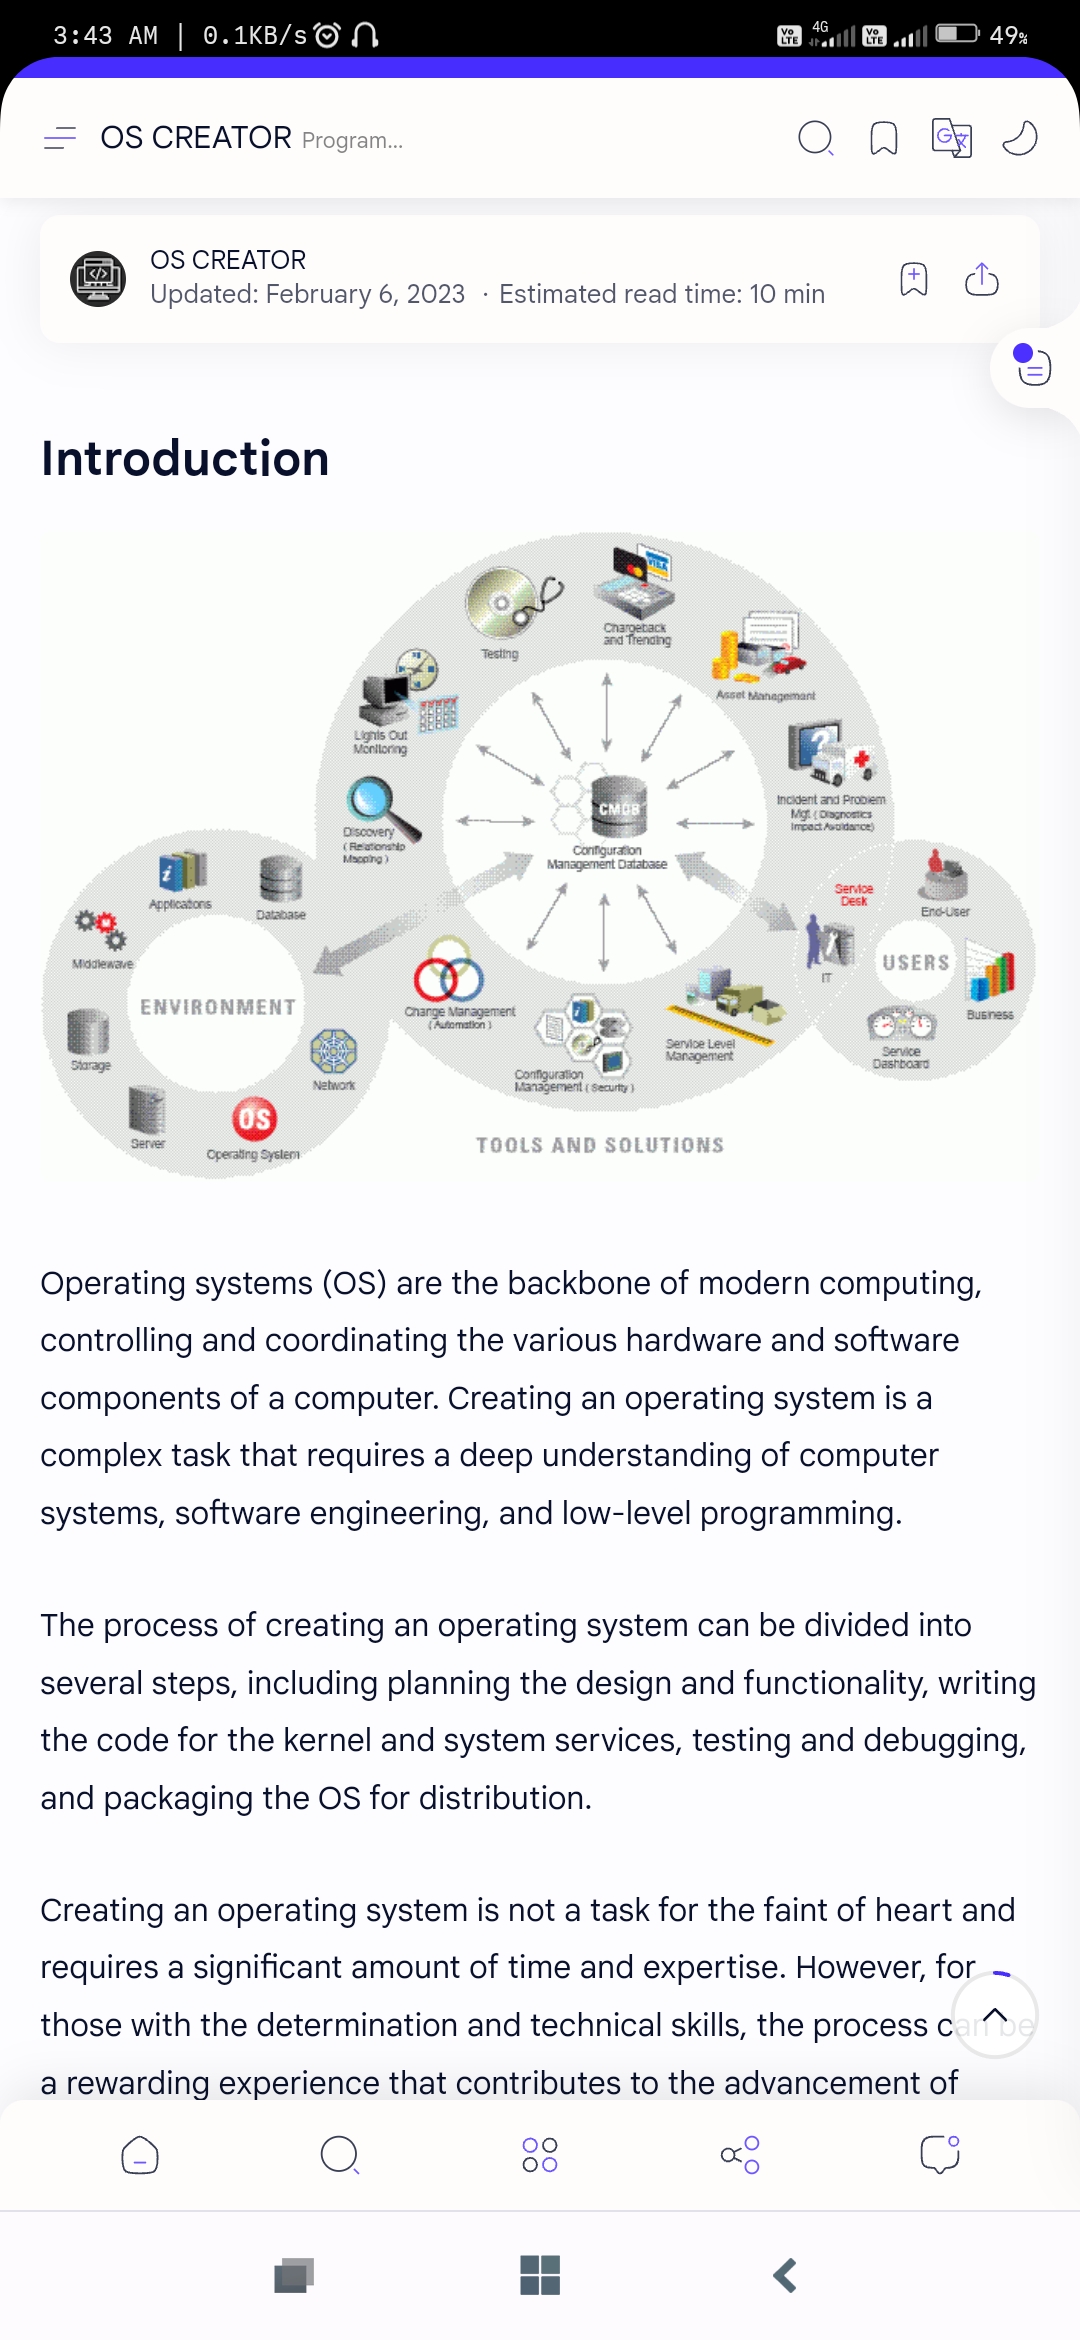 3:43 AM | 0.1KB/s
Vo LTE 4G Vo LTE 49%
OS CREATOR Program...
OS CREATOR
Updated: February 6, 2023 · Estimated read time: 10 min
Introduction
Testing
Chargeback
and Trending
Asset Management
Lights Out
Monitoring
Incident and Problem
Mgt ( Diagnostics
Impact Avoidance)
Discovery
( Relationship
Mapping )
CMDB
Configuration
Management Database
Applications
Database
Middleware
ENVIRONMENT
Storage
Server
OS
Operating System
Network
Change Management
( Automation )
Configuration
Management ( Security )
Service Level
Management
Service
Desk
IT
End-User
USERS
Business
Service
Dashboard
TOOLS AND SOLUTIONS
Operating systems (OS) are the backbone of modern computing,
controlling and coordinating the various hardware and software
components of a computer. Creating an operating system is a
complex task that requires a deep understanding of computer
systems, software engineering, and low-level programming.
The process of creating an operating system can be divided into
several steps, including planning the design and functionality, writing
the code for the kernel and system services, testing and debugging,
and packaging the OS for distribution.
Creating an operating system is not a task for the faint of heart and
requires a significant amount of time and expertise. However, for
those with the determination and technical skills, the process can be
a rewarding experience that contributes to the advancement of